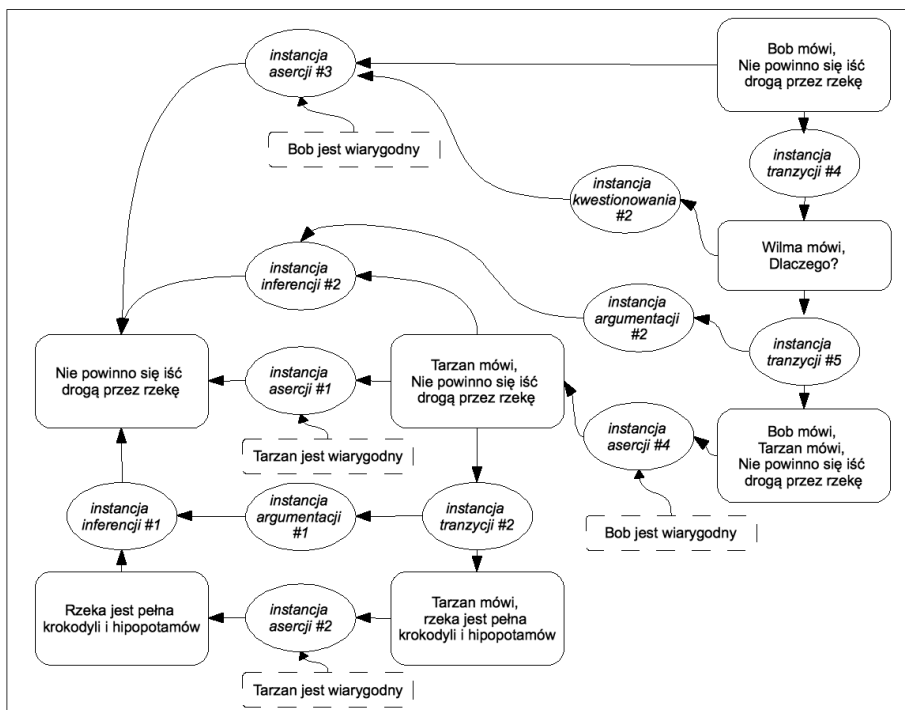 Bob mówi,
Nie powinno się iść
drogą przez rzekę
instancja
asercji #3
Bob jest wiarygodny
instancja
tranzycji #4
instancja
kwestionowania
#2
Wilma mówi,
Dlaczego?
instancja
inferencji #2
instancja
argumentacji
#2
instancja
tranzycji #5
Nie powinno się iść
drogą przez rzekę
instancja
asercji #1
Tarzan mówi,
Nie powinno się iść
drogą przez rzekę
Tarzan jest wiarygodny
instancja
asercji #4
Bob mówi,
Tarzan mówi,
Nie powinno się iść
drogą przez rzekę
instancja
inferencji #1
instancja
argumentacji
#1
instancja
tranzycji #2
Bob jest wiarygodny
Rzeka jest pełna
krokodyli i hipopotamów
instancja
asercji #2
Tarzan mówi,
rzeka jest pełna
krokodyli i hipopotamów
Tarzan jest wiarygodny